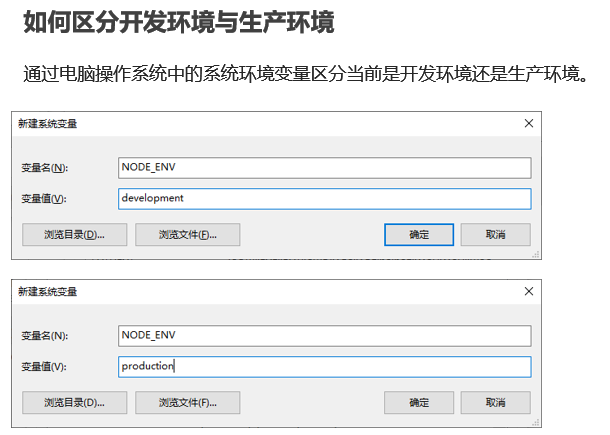 如何区分开发环境与生产环境
通过电脑操作系统中的系统环境变量区分当前是开发环境还是生产环境。
新建系统变量
变量名(N): NODE_ENV
变量值(V): development
浏览目录(D)... 浏览文件(F)... 确定 取消
新建系统变量
变量名(N): NODE_ENV
变量值(V): production
浏览目录(D)... 浏览文件(F)... 确定 取消